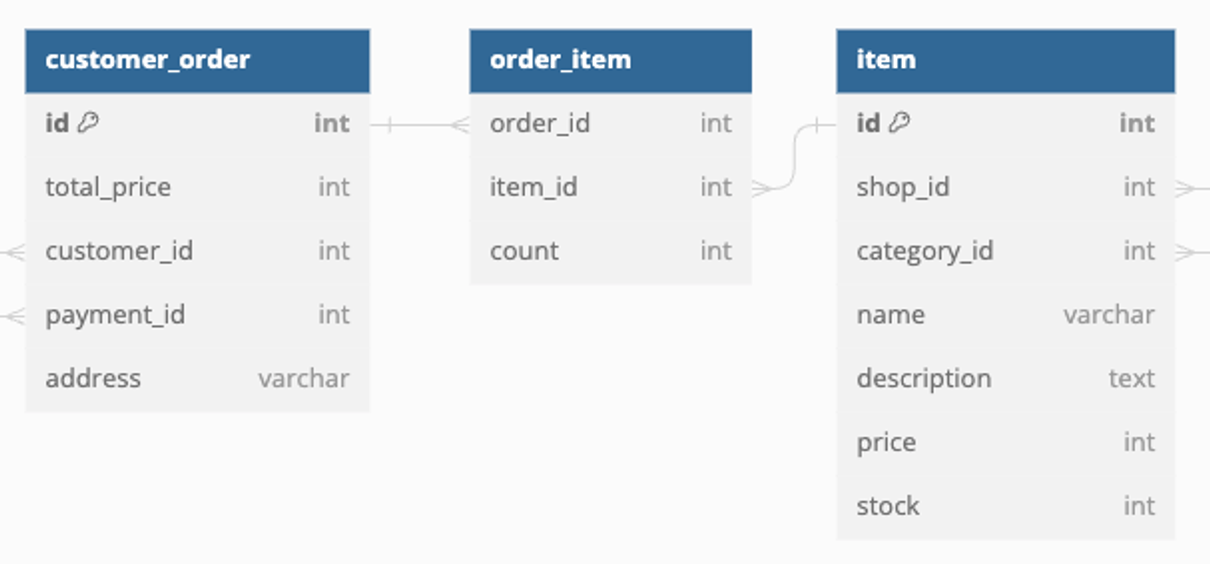 customer_order
id int
total_price int
customer_id int
payment_id int
address varchar
order_item
order_id int
item_id int
count int
item
id int
shop_id int
category_id int
name varchar
description text
price int
stock int